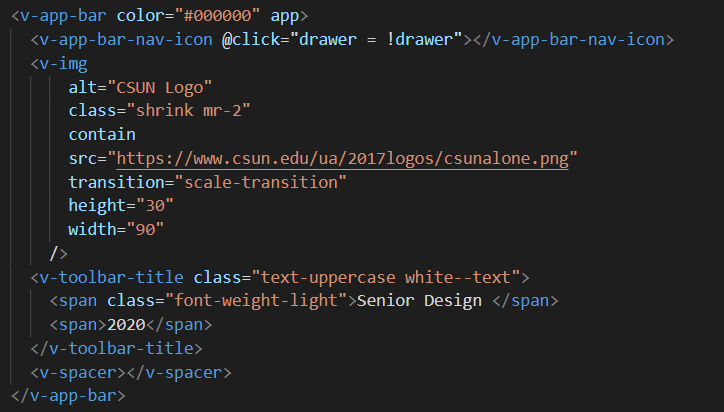 <v-app-bar color="#000000" app>
<v-app-bar-nav-icon @click="drawer = !drawer"></v-app-bar-nav-icon>
<v-img
alt="CSUN Logo"
class="shrink mr-2"
contain
src="https://www.csun.edu/ua/2017logos/csunalone.png"
transition="scale-transition"
height="30"
width="90"
/>
<v-toolbar-title class="text-uppercase white--text">
<span class="font-weight-light">Senior Design </span>
<span>2020</span>
</v-toolbar-title>
<v-spacer></v-spacer>
</v-app-bar>